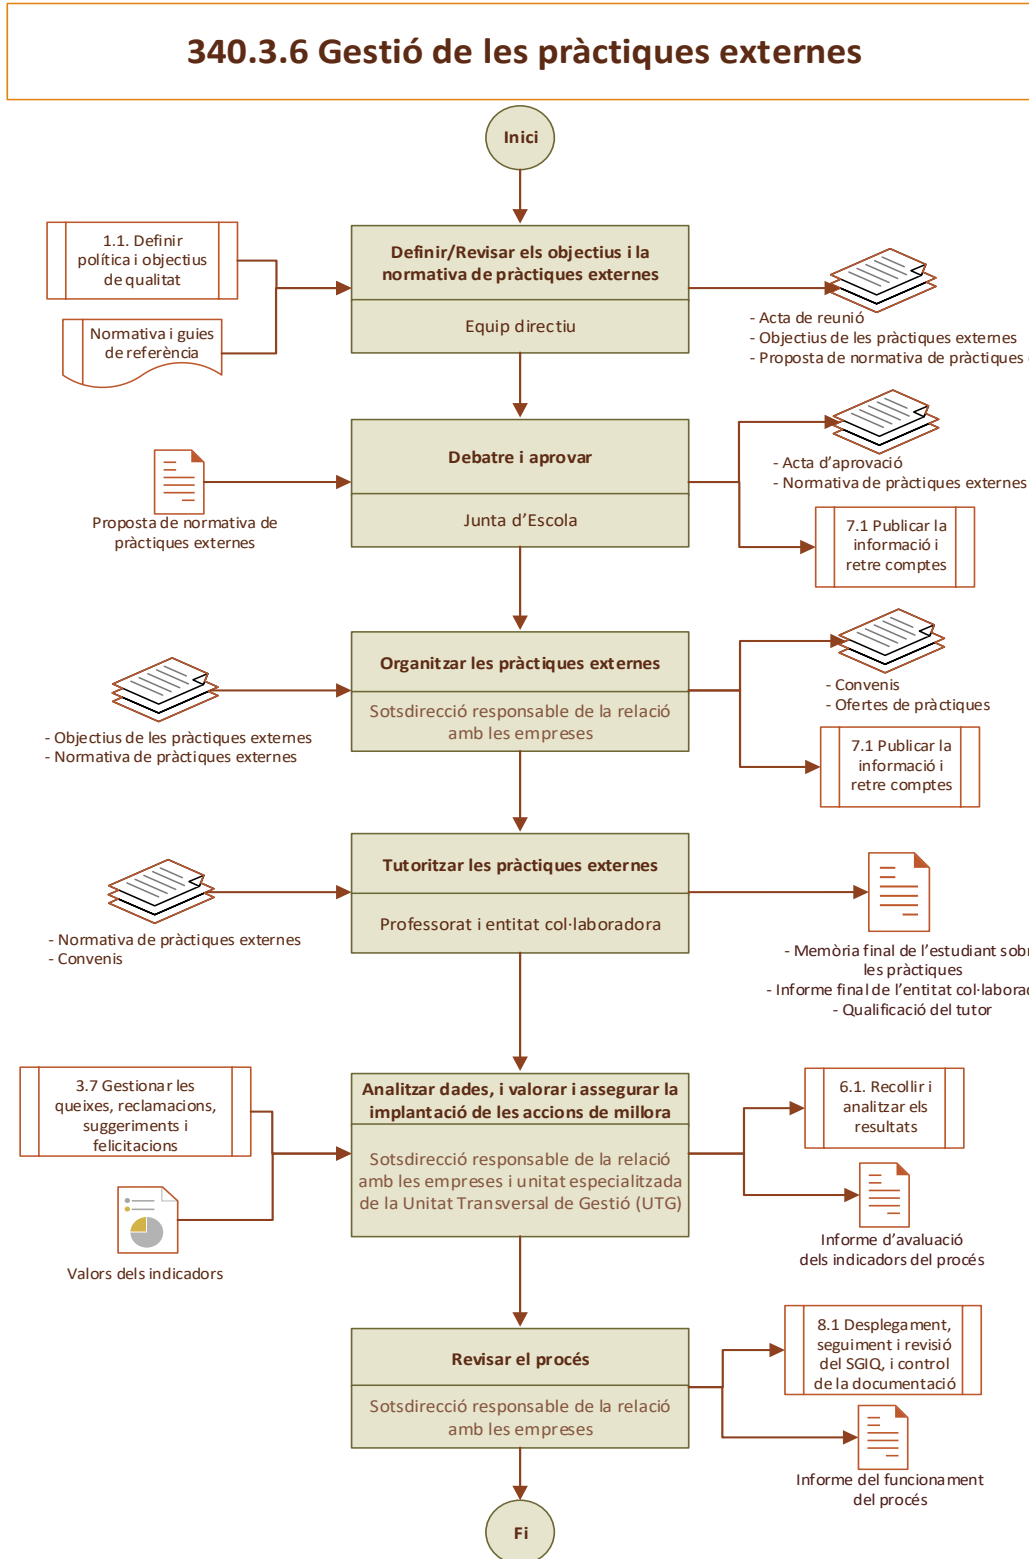 340.3.6 Gestió de les pràctiques externes
Inici
1.1. Definir
política i objectius
de qualitat
Normativa i guies
de referència
Definir/Revisar els objectius i la
normativa de pràctiques externes
Equip directiu
- Acta de reunió
- Objectius de les pràctiques externes
- Proposta de normativa de pràctiques
Proposta de normativa de
pràctiques externes
Debatre i aprovar
Junta d’Escola
- Acta d’aprovació
- Normativa de pràctiques externes
7.1 Publicar la
informació i
retre comptes
- Objectius de les pràctiques externes
- Normativa de pràctiques externes
Organitzar les pràctiques externes
Sotsdirecció responsable de la relació
amb les empreses
- Convenis
- Ofertes de pràctiques
7.1 Publicar la
informació i
retre comptes
- Normativa de pràctiques externes
- Convenis
Tutoritzar les pràctiques externes
Professorat i entitat col·laboradora
- Memòria final de l’estudiant sobr
les pràctiques
- Informe final de l’entitat col·laborad
- Qualificació del tutor
3.7 Gestionar les
queixes, reclamacions,
suggeriments i
felicitacions
Valors dels indicadors
Analitzar dades, i valorar i assegurar la
implantació de les accions de millora
Sotsdirecció responsable de la relació
amb les empreses i unitat especialitzada
de la Unitat Transversal de Gestió (UTG)
6.1. Recollir i
analitzar els
resultats
Informe d’avaluació
dels indicadors del procés
Revisar el procés
Sotsdirecció responsable de la relació
amb les empreses
8.1 Desplegament,
seguiment i revisió
del SGIQ, i control
de la documentació
Informe del funcionament
del procés
Fi